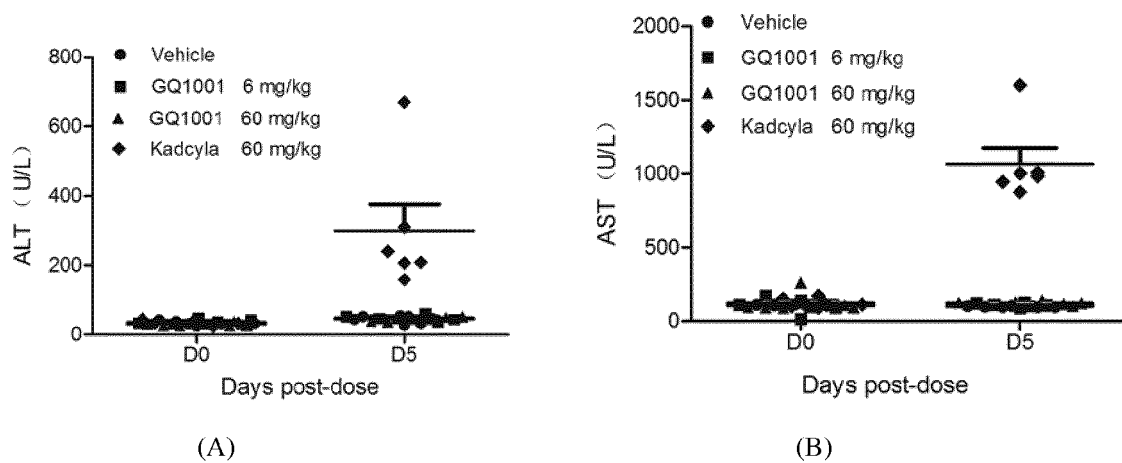 800
600
400
200
0
ALT （ U/L）
Vehicle
GQ1001 6 mg/kg
GQ1001 60 mg/kg
Kadcyla 60 mg/kg
D0 D5
Days post-dose
(A)
2000
1500
1000
500
0
AST （U/L）
Vehicle
GQ1001 6 mg/kg
GQ1001 60 mg/kg
Kadcyla 60 mg/kg
D0 D5
Days post-dose
(B)